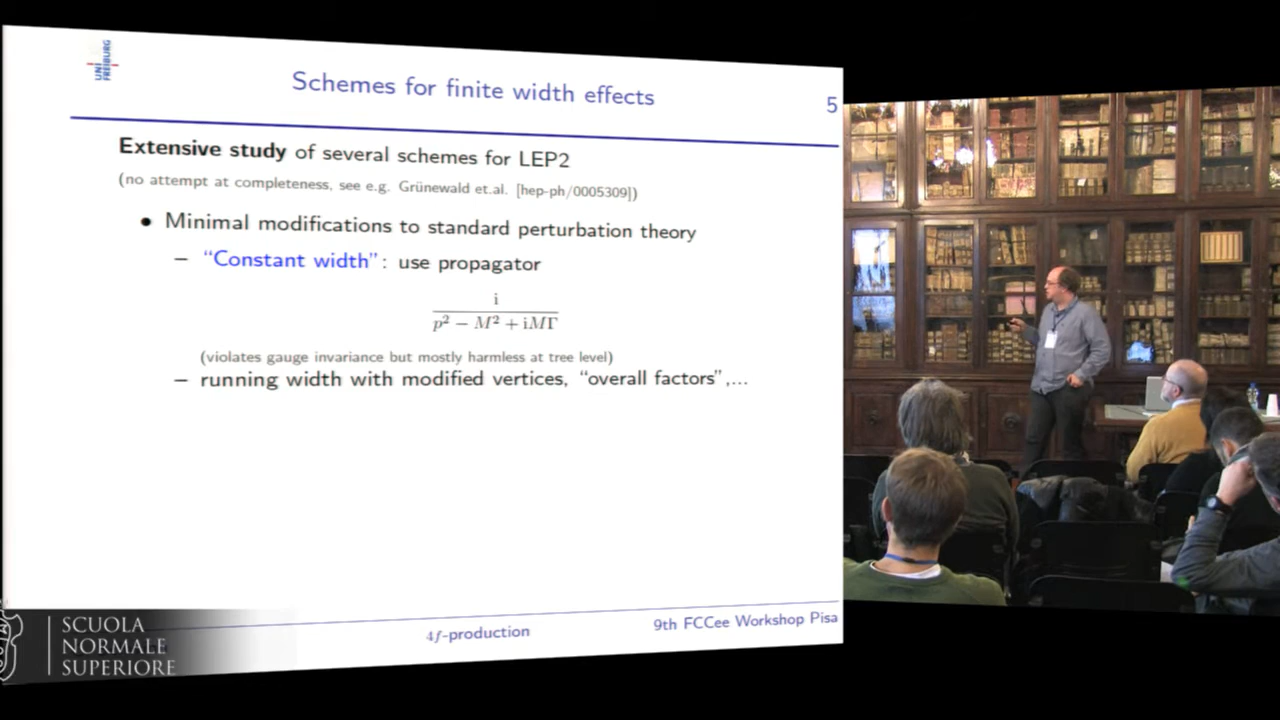 UNI
FREIBURG
Schemes for finite width effects
5
Extensive study of several schemes for LEP2
(no attempt at completeness, see e.g. Grünewald et.al. [hep-ph/0005309])
• Minimal modifications to standard perturbation theory
– “Constant width”: use propagator
i
p² − M² + iMΓ
(violates gauge invariance but mostly harmless at tree level)
– running width with modified vertices, “overall factors”,...
4f-production
9th FCCee Workshop Pisa
SCUOLA
NORMALE
SUPERIORE